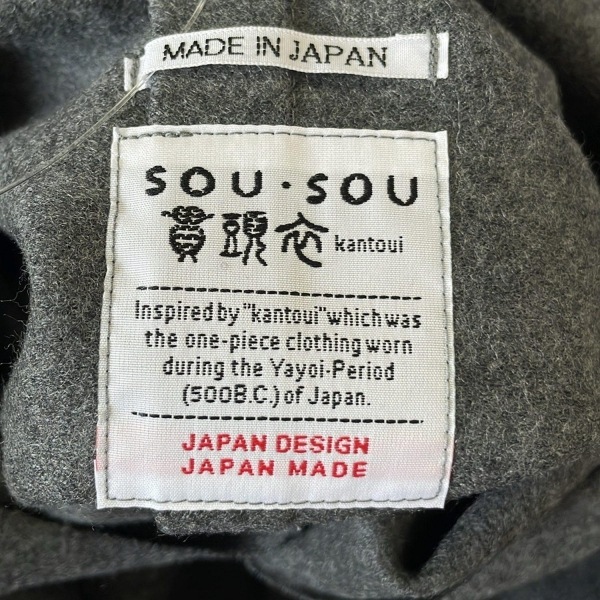 MADE IN JAPAN
SOU・SOU
貫頭衣 kantoui
Inspired by "kantoui" which was
the one-piece clothing worn
during the Yayoi-Period
(500B.C.) of Japan.
JAPAN DESIGN
JAPAN MADE